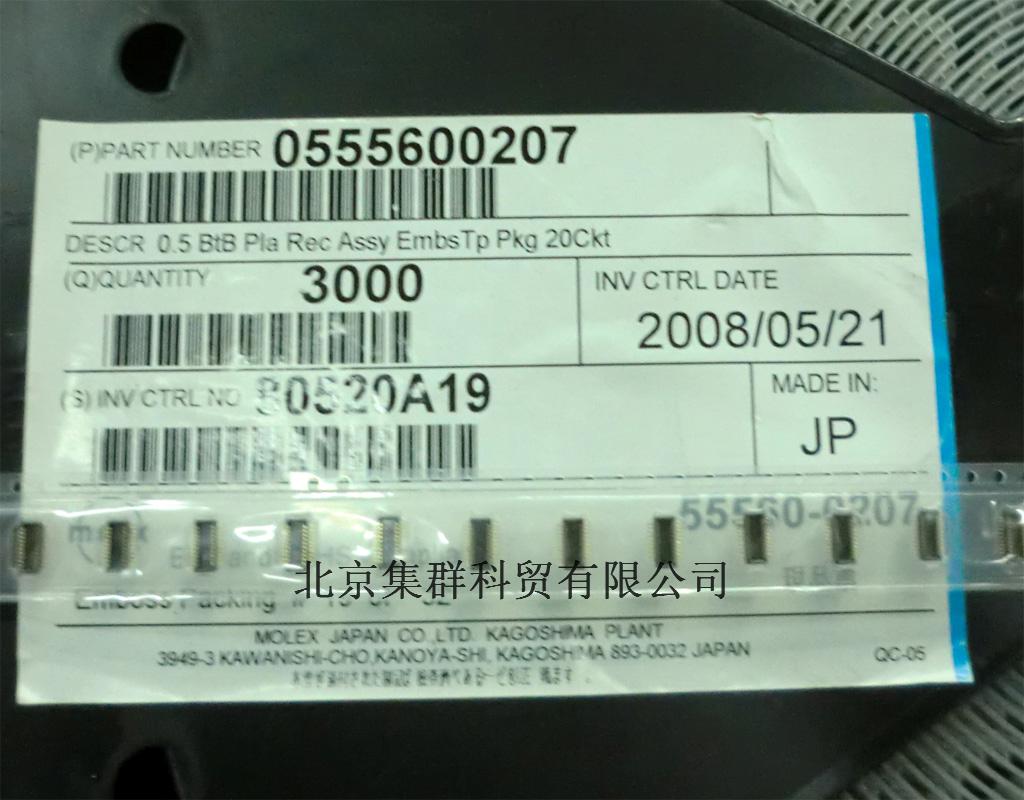 (P)PART NUMBER 0555600207
DESCR 0.5 BtB Pla Rec Assy EmbsTp Pkg 20Ckt
(Q)QUANTITY 3000
INV CTRL DATE
2008/05/21
(S) INV CTRL NO 80520A19
MADE IN:
JP
55560-0207
molex
北京集群科贸有限公司
Emboss Packing
MOLEX JAPAN CO.,LTD. KAGOSHIMA PLANT
3949-3 KAWANISHI-CHO,KANOYA-SHI, KAGOSHIMA 893-0032 JAPAN
QC-05